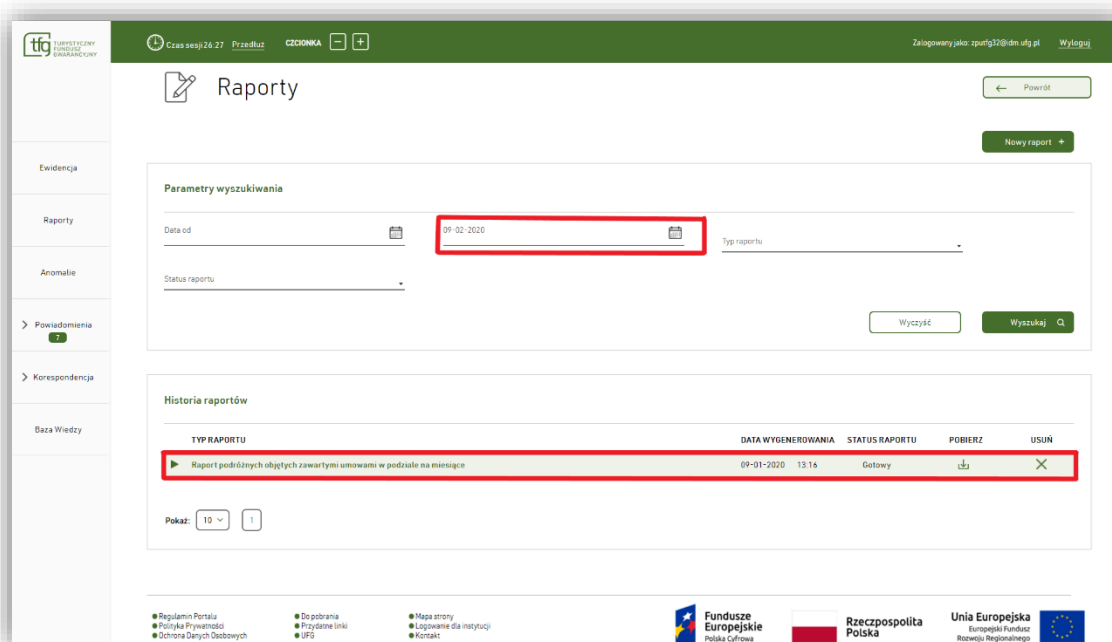 tfg TURYSTYCZNY
FUNDUSZ
GWARANCYJNY
Czas sesji 26:27 Przedłuż CZCIONKA − +
Zalogowany jako: zputfg32@idm.ufg.pl Wyloguj
Raporty
← Powrót
Nowy raport +
Ewidencja
Raporty
Anomalie
Powiadomienia
7
Korespondencja
Baza Wiedzy
Parametry wyszukiwania
Data od
09-02-2020
Typ raportu
Status raportu
Wyczyść
Wyszukaj
Historia raportów
TYP RAPORTU DATA WYGENEROWANIA STATUS RAPORTU POBIERZ USUŃ
Raport podróżnych objętych zawartymi umowami w podziale na miesiące 09-01-2020 13:16 Gotowy
Pokaż: 10 1
Regulamin Portalu
Polityka Prywatności
Ochrona Danych Osobowych
Do pobrania
Przydatne linki
UFG
Mapa strony
Logowanie dla instytucji
Kontakt
Fundusze
Europejskie
Polska Cyfrowa
Rzeczpospolita
Polska
Unia Europejska
Europejski Fundusz
Rozwoju Regionalnego